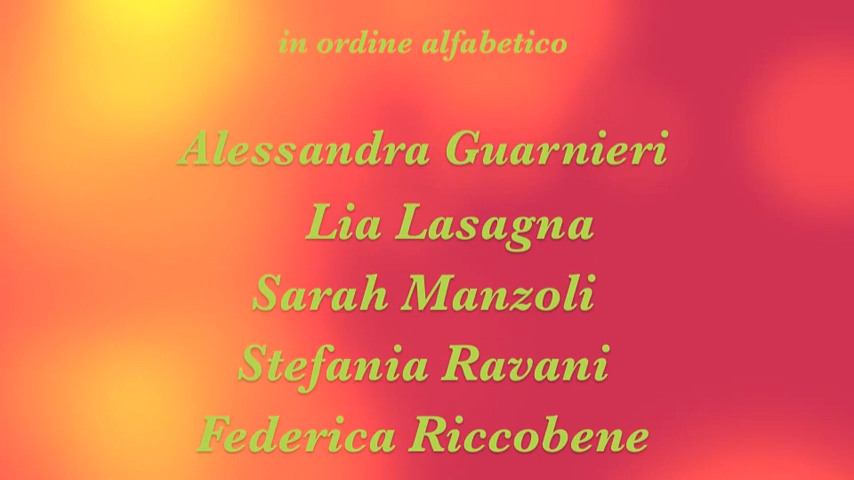 in ordine alfabetico
Alessandra Guarnieri
Lia Lasagna
Sarah Manzoli
Stefania Ravani
Federica Riccobene